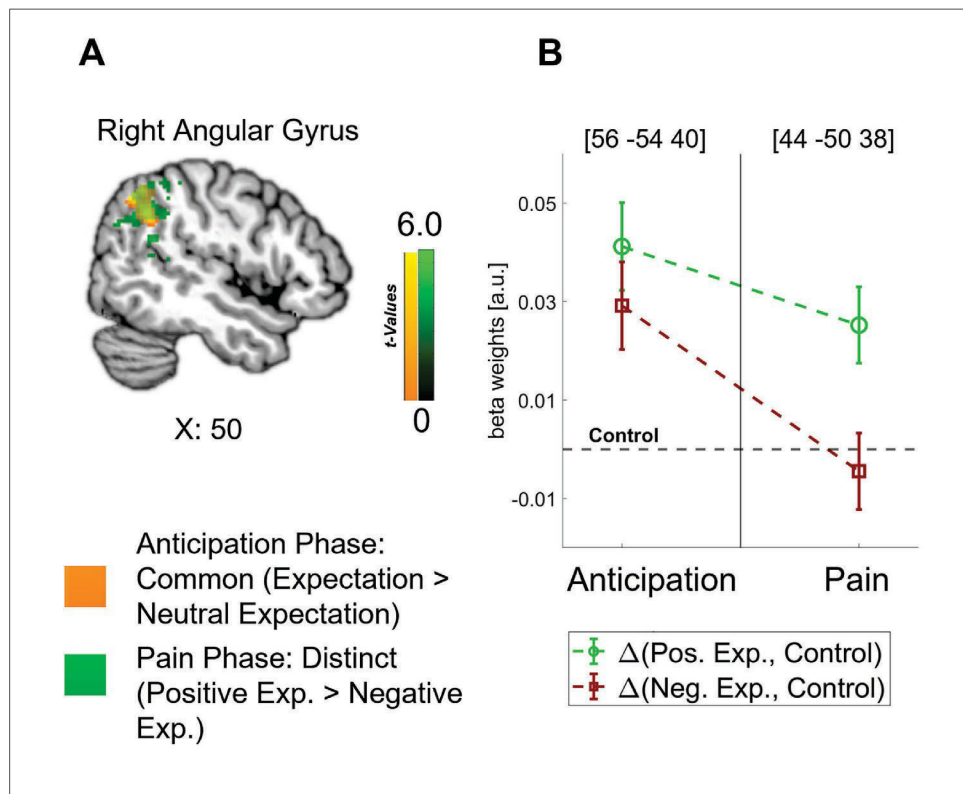 A
Right Angular Gyrus
6.0
t-Values
0
X: 50
Anticipation Phase:
Common (Expectation >
Neutral Expectation)
Pain Phase: Distinct
(Positive Exp. > Negative
Exp.)
B
[56 -54 40]
[44 -50 38]
beta weights [a.u.]
0.05
0.03
0.01
-0.01
Control
Anticipation
Pain
Δ(Pos. Exp., Control)
Δ(Neg. Exp., Control)